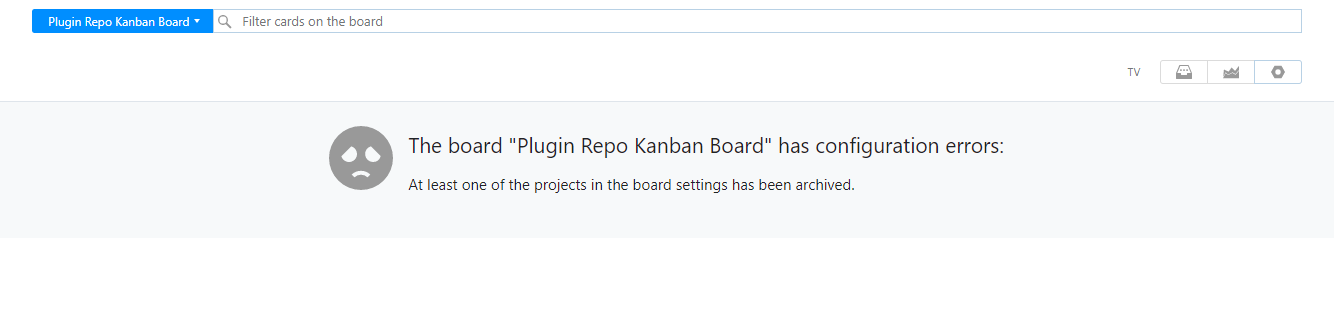 Plugin Repo Kanban Board
Filter cards on the board
TV
The board "Plugin Repo Kanban Board" has configuration errors:
At least one of the projects in the board settings has been archived.